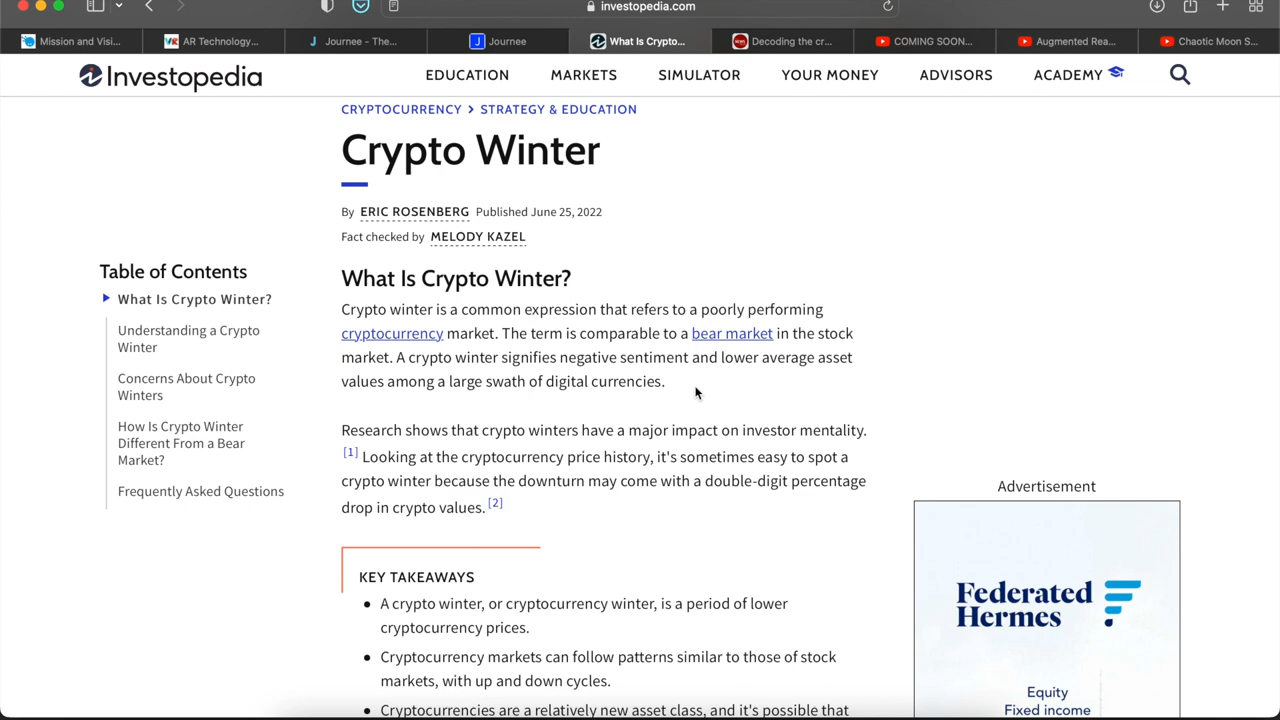 investopedia.com
Mission and Visi...
AR Technology...
Journee - The...
Journee
What Is Crypto...
Decoding the cr...
COMING SOON...
Augmented Rea...
Chaotic Moon S...
Investopedia
EDUCATION
MARKETS
SIMULATOR
YOUR MONEY
ADVISORS
ACADEMY
CRYPTOCURRENCY > STRATEGY & EDUCATION
Crypto Winter
By ERIC ROSENBERG Published June 25, 2022
Fact checked by MELODY KAZEL
Table of Contents
What Is Crypto Winter?
Understanding a Crypto
Winter
Concerns About Crypto
Winters
How Is Crypto Winter
Different From a Bear
Market?
Frequently Asked Questions
What Is Crypto Winter?
Crypto winter is a common expression that refers to a poorly performing
cryptocurrency market. The term is comparable to a bear market in the stock
market. A crypto winter signifies negative sentiment and lower average asset
values among a large swath of digital currencies.
Research shows that crypto winters have a major impact on investor mentality.
[1] Looking at the cryptocurrency price history, it's sometimes easy to spot a
crypto winter because the downturn may come with a double-digit percentage
drop in crypto values. [2]
KEY TAKEAWAYS
A crypto winter, or cryptocurrency winter, is a period of lower
cryptocurrency prices.
Cryptocurrency markets can follow patterns similar to those of stock
markets, with up and down cycles.
Cryptocurrencies are a relatively new asset class, and it's possible that
Advertisement
Federated
Hermes
Equity
Fixed income